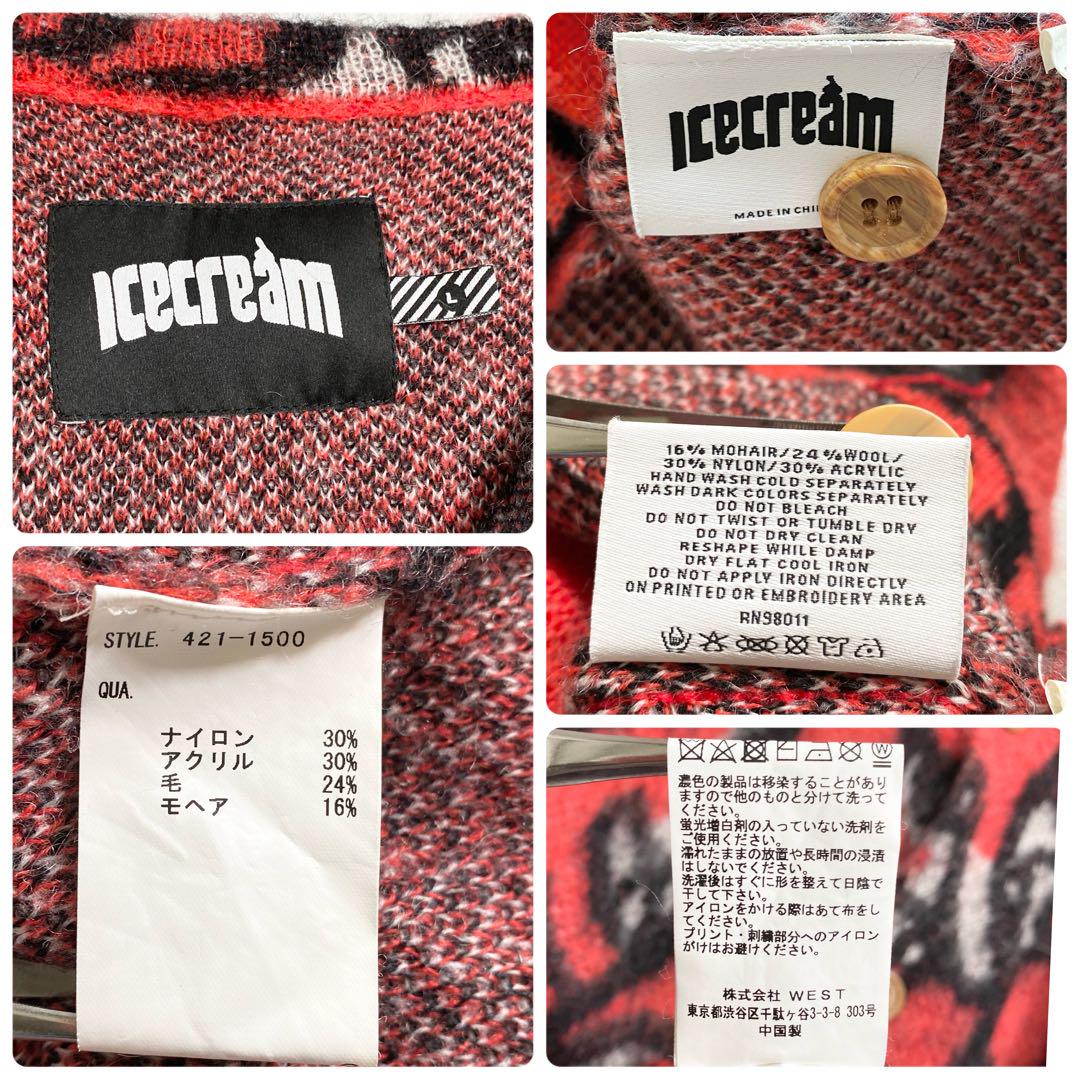 Icecream
L
Icecream
MADE IN
16% MOHAIR/24%WOOL/
30% NYLON/30% ACRYLIC
HAND WASH COLD SEPARATELY
WASH DARK COLORS SEPARATELY
DO NOT BLEACH
DO NOT TWIST OR TUMBLE DRY
DO NOT DRY CLEAN
RESHAPE WHILE DAMP
DRY FLAT COOL IRON
DO NOT APPLY IRON DIRECTLY
ON PRINTED OR EMBROIDERY AREA
RN98011
STYLE. 421-1500
QUA.
ナイロン 30%
アクリル 30%
毛 24%
モヘア 16%
濃色の製品は移染することがあり
ますので他のものと分けて洗って
ください。
蛍光増白剤の入っていない洗剤を
ご使用ください。
濡れたままの放置や長時間の浸漬
はしないでください。
洗濯後はすぐに形を整えて日陰で
干して下さい。
アイロンをかける際はあて布をし
てください。
プリント・刺繍部分へのアイロン
がけはお避けください。
株式会社 WEST
東京都渋谷区千駄ヶ谷3-3-8 303号
中国製